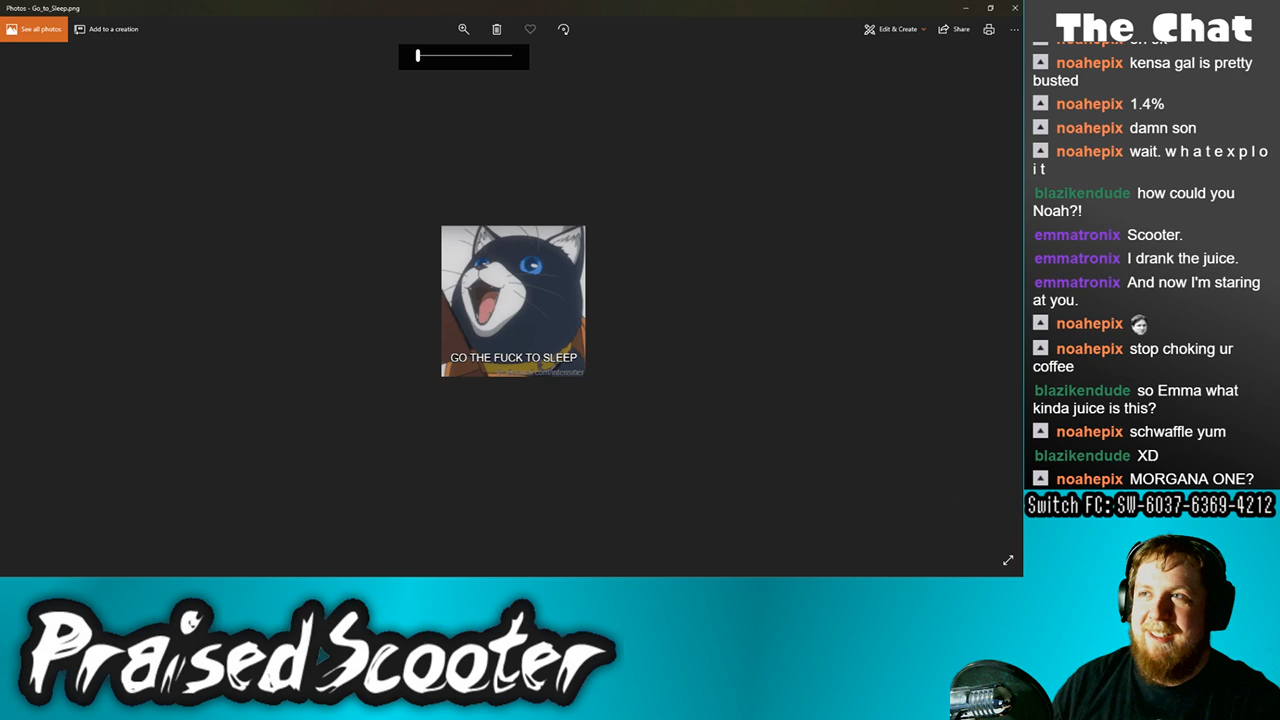 Photos - Go_to_Sleep.png
See all photos
Add to a creation
Edit & Create
Share
GO THE FUCK TO SLEEP
The Chat
noahepix kensa gal is pretty
busted
noahepix 1.4%
noahepix damn son
noahepix wait. w h a t e x p l o
i t
blazikendude how could you
Noah?!
emmatronix Scooter.
emmatronix I drank the juice.
emmatronix And now I'm staring
at you.
noahepix
noahepix stop choking ur
coffee
blazikendude so Emma what
kinda juice is this?
noahepix schwaffle yum
blazikendude XD
noahepix MORGANA ONE?
Switch FC: SW-6037-6369-4212
PraisedScooter